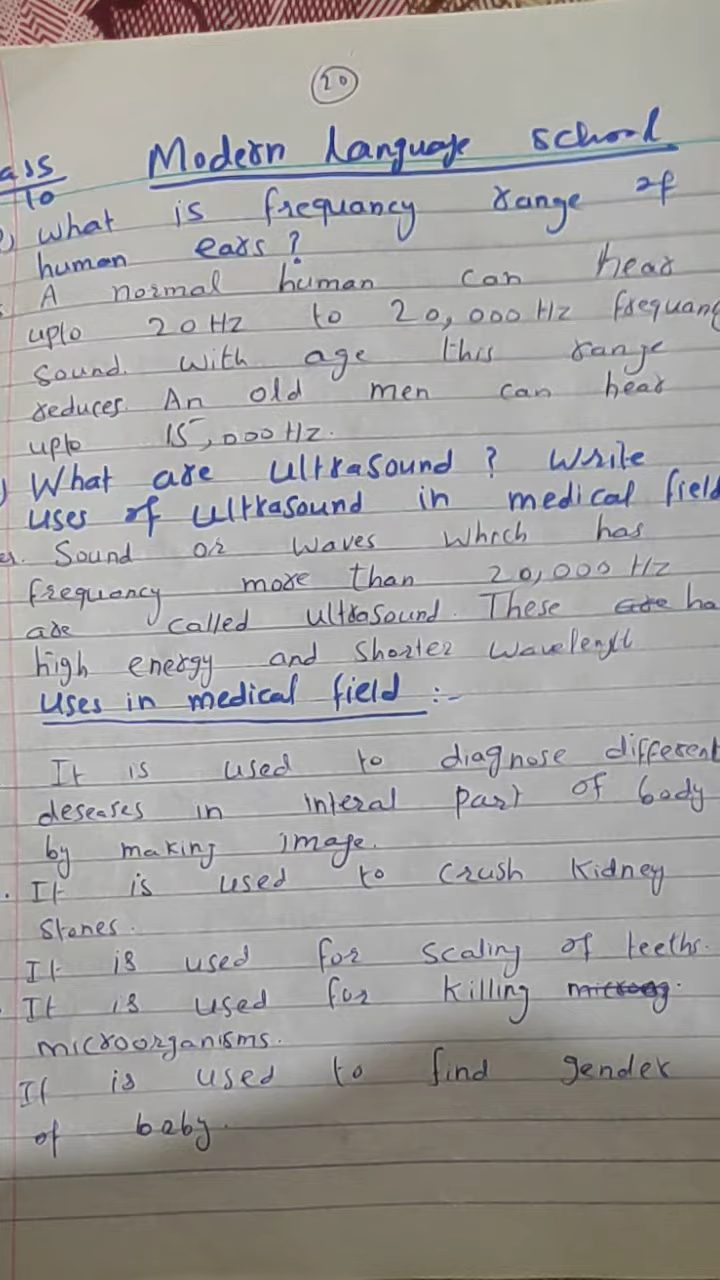 20
Modern Language school
ass
10
what is frequancy range of
human ears ?
A normal human can hear
upto 20 Hz to 20,000 Hz frequanc
sound. With age this range
reduces. An old men can hear
upto 15,000 Hz.
) What are ultrasound ? Write
uses of ultrasound in medical field
er. Sound or waves which has
frequancy more than 20,000 Hz
are called ultrasound. These are ha
high energy and shorter wavelengt
uses in medical field :-
It is used to diagnose different
deseases in interal part of body
by making image.
. It is used to crush kidney
stones.
It is used for scaling of teeths.
. It is used for killing microog.
microorganisms.
It is used to find gender
of baby.